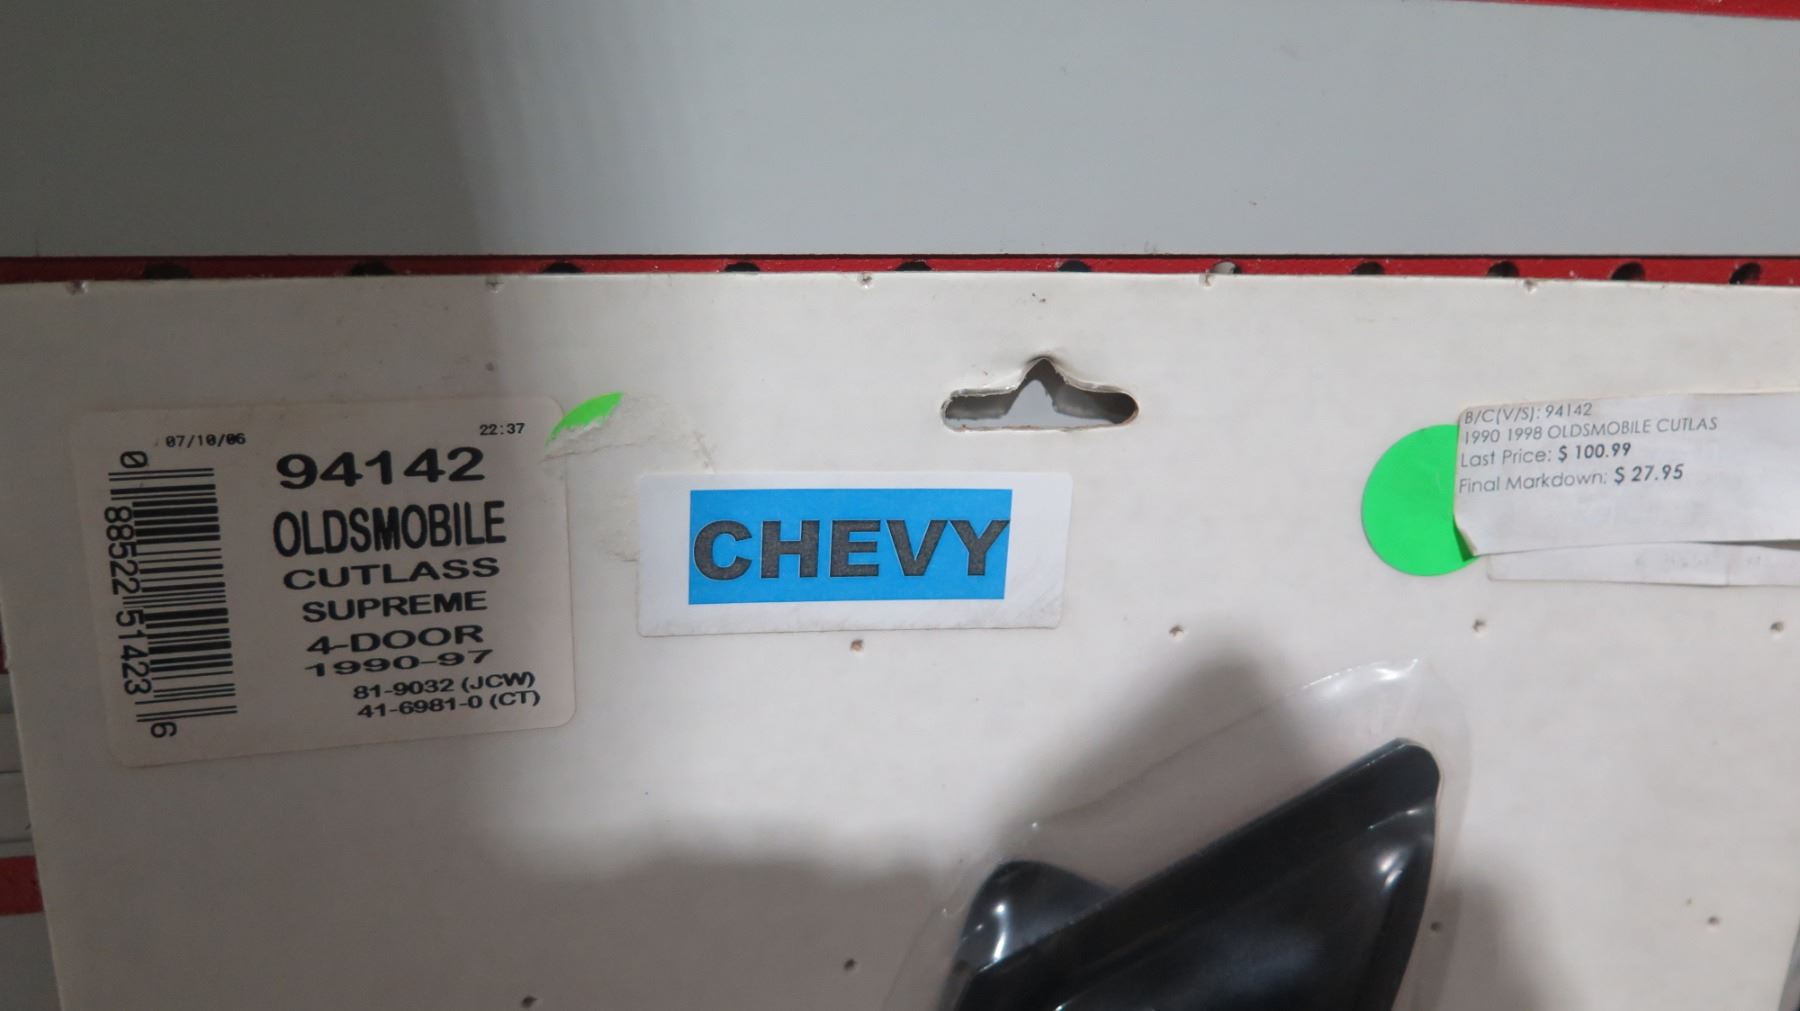 07/10/06
22:37
94142
OLDSMOBILE
CUTLASS
SUPREME
4-DOOR
1990-97
81-9032 (JCW)
41-6981-0 (CT)
0 88522 51423 6
CHEVY
B/C(V/S): 94142
1990 1998 OLDSMOBILE CUTLAS
Last Price: $ 100.99
Final Markdown: $ 27.95